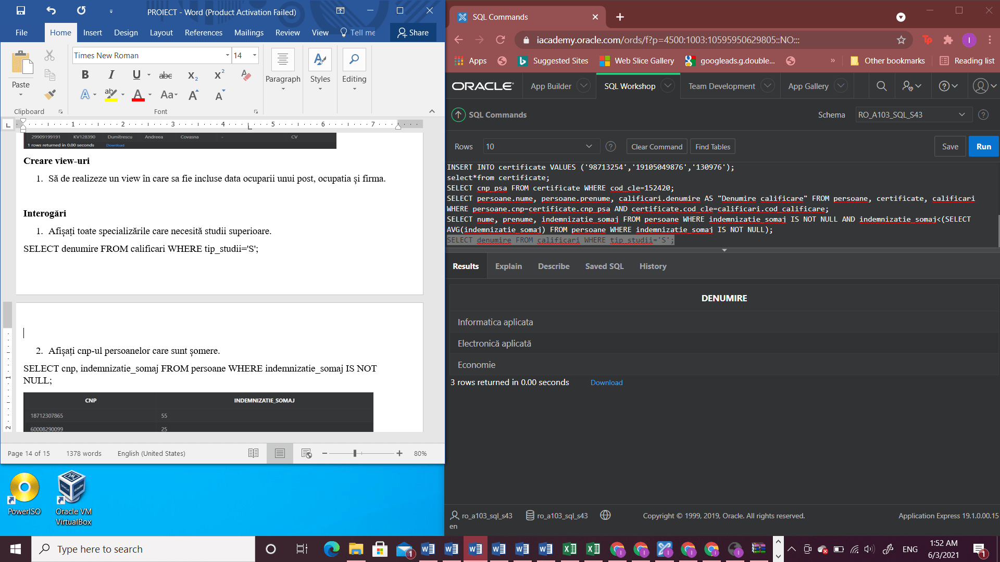 PROIECT - Word (Product Activation Failed)
File Home Insert Design Layout References Mailings Review View Tell me Share
Times New Roman 14
Paste
B I U abc X₂ X²
A ab A Aa A A
Paragraph Styles Editing
Clipboard Font
1 2 3 4 5 6 7
29909199191 KV128390 Dumitrescu Andreea Covasna - CV
1 rows returned in 0.00 seconds Download
Creare view-uri
1. Să de realizeze un view în care sa fie incluse data ocuparii unui post, ocupatia și firma.
Interogări
1. Afișați toate specializările care necesită studii superioare.
SELECT denumire FROM calificari WHERE tip_studii='S';
2. Afișați cnp-ul persoanelor care sunt șomere.
SELECT cnp, indemnizatie_somaj FROM persoane WHERE indemnizatie_somaj IS NOT
NULL;
CNP INDEMNIZATIE_SOMAJ
18712307865 55
60008290099 25
1
2
Page 14 of 15 1378 words English (United States) 80%
PowerISO
Oracle VM
VirtualBox
SQL Commands
iacademy.oracle.com/ords/f?p=4500:1003:10595950629805::NO:::
Apps Suggested Sites Web Slice Gallery googleads.g.double... » Other bookmarks Reading list
ORACLE App Builder SQL Workshop Team Development App Gallery
SQL Commands Schema RO_A103_SQL_S43
Rows 10 Clear Command Find Tables Save Run
INSERT INTO certificate VALUES ('98713254','19105049876','130976');
select*from certificate;
SELECT cnp_psa FROM certificate WHERE cod_cle=152420;
SELECT persoane.nume, persoane.prenume, calificari.denumire AS "Denumire calificare" FROM persoane, certificate, calificari
WHERE persoane.cnp=certificate.cnp_psa AND certificate.cod_cle=calificari.cod_calificare;
SELECT nume, prenume, indemnizatie_somaj FROM persoane WHERE indemnizatie_somaj IS NOT NULL AND indemnizatie_somaj<(SELECT
AVG(indemnizatie_somaj) FROM persoane WHERE indemnizatie_somaj IS NOT NULL);
SELECT denumire FROM calificari WHERE tip_studii='S';
Results Explain Describe Saved SQL History
DENUMIRE
Informatica aplicata
Electronică aplicată
Economie
3 rows returned in 0.00 seconds Download
ro_a103_sql_s43 ro_a103_sql_s43 Copyright © 1999, 2019, Oracle. All rights reserved. Application Express 19.1.0.00.15
en
Type here to search
1
ENG
1:52 AM
6/3/2021
1